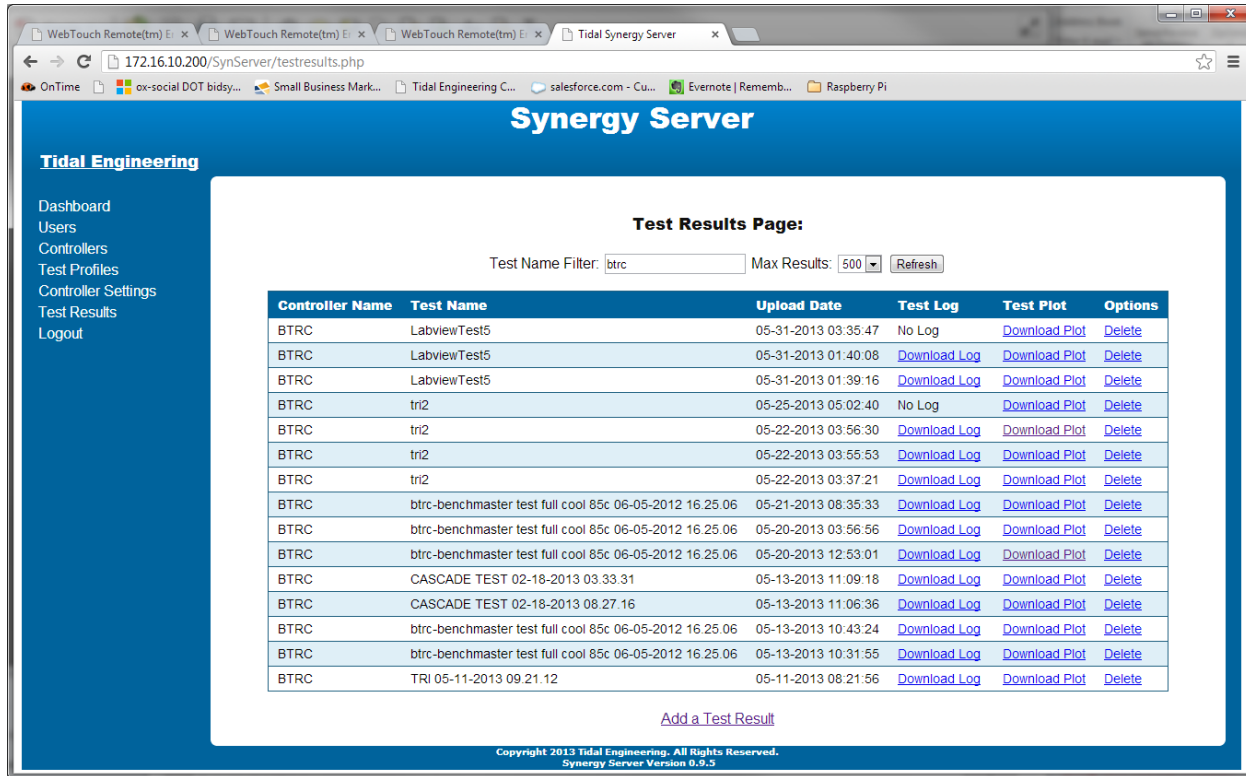 WebTouch Remote(tm) E
WebTouch Remote(tm) E
WebTouch Remote(tm) E
Tidal Synergy Server
172.16.10.200/SynServer/testresults.php
OnTime
ox-social DOT bidsy...
Small Business Mark...
Tidal Engineering C...
salesforce.com - Cu...
Evernote | Rememb...
Raspberry Pi
Synergy Server
Tidal Engineering
Dashboard
Users
Controllers
Test Profiles
Controller Settings
Test Results
Logout
Test Results Page:
Test Name Filter: btrc Max Results: 500 Refresh
Controller Name Test Name Upload Date Test Log Test Plot Options
BTRC LabviewTest5 05-31-2013 03:35:47 No Log Download Plot Delete
BTRC LabviewTest5 05-31-2013 01:40:08 Download Log Download Plot Delete
BTRC LabviewTest5 05-31-2013 01:39:16 Download Log Download Plot Delete
BTRC tri2 05-25-2013 05:02:40 No Log Download Plot Delete
BTRC tri2 05-22-2013 03:56:30 Download Log Download Plot Delete
BTRC tri2 05-22-2013 03:55:53 Download Log Download Plot Delete
BTRC tri2 05-22-2013 03:37:21 Download Log Download Plot Delete
BTRC btrc-benchmaster test full cool 85c 06-05-2012 16.25.06 05-21-2013 08:35:33 Download Log Download Plot Delete
BTRC btrc-benchmaster test full cool 85c 06-05-2012 16.25.06 05-20-2013 03:56:56 Download Log Download Plot Delete
BTRC btrc-benchmaster test full cool 85c 06-05-2012 16.25.06 05-20-2013 12:53:01 Download Log Download Plot Delete
BTRC CASCADE TEST 02-18-2013 03.33.31 05-13-2013 11:09:18 Download Log Download Plot Delete
BTRC CASCADE TEST 02-18-2013 08.27.16 05-13-2013 11:06:36 Download Log Download Plot Delete
BTRC btrc-benchmaster test full cool 85c 06-05-2012 16.25.06 05-13-2013 10:43:24 Download Log Download Plot Delete
BTRC btrc-benchmaster test full cool 85c 06-05-2012 16.25.06 05-13-2013 10:31:55 Download Log Download Plot Delete
BTRC TRI 05-11-2013 09.21.12 05-11-2013 08:21:56 Download Log Download Plot Delete
Add a Test Result
Copyright 2013 Tidal Engineering. All Rights Reserved.
Synergy Server Version 0.9.5